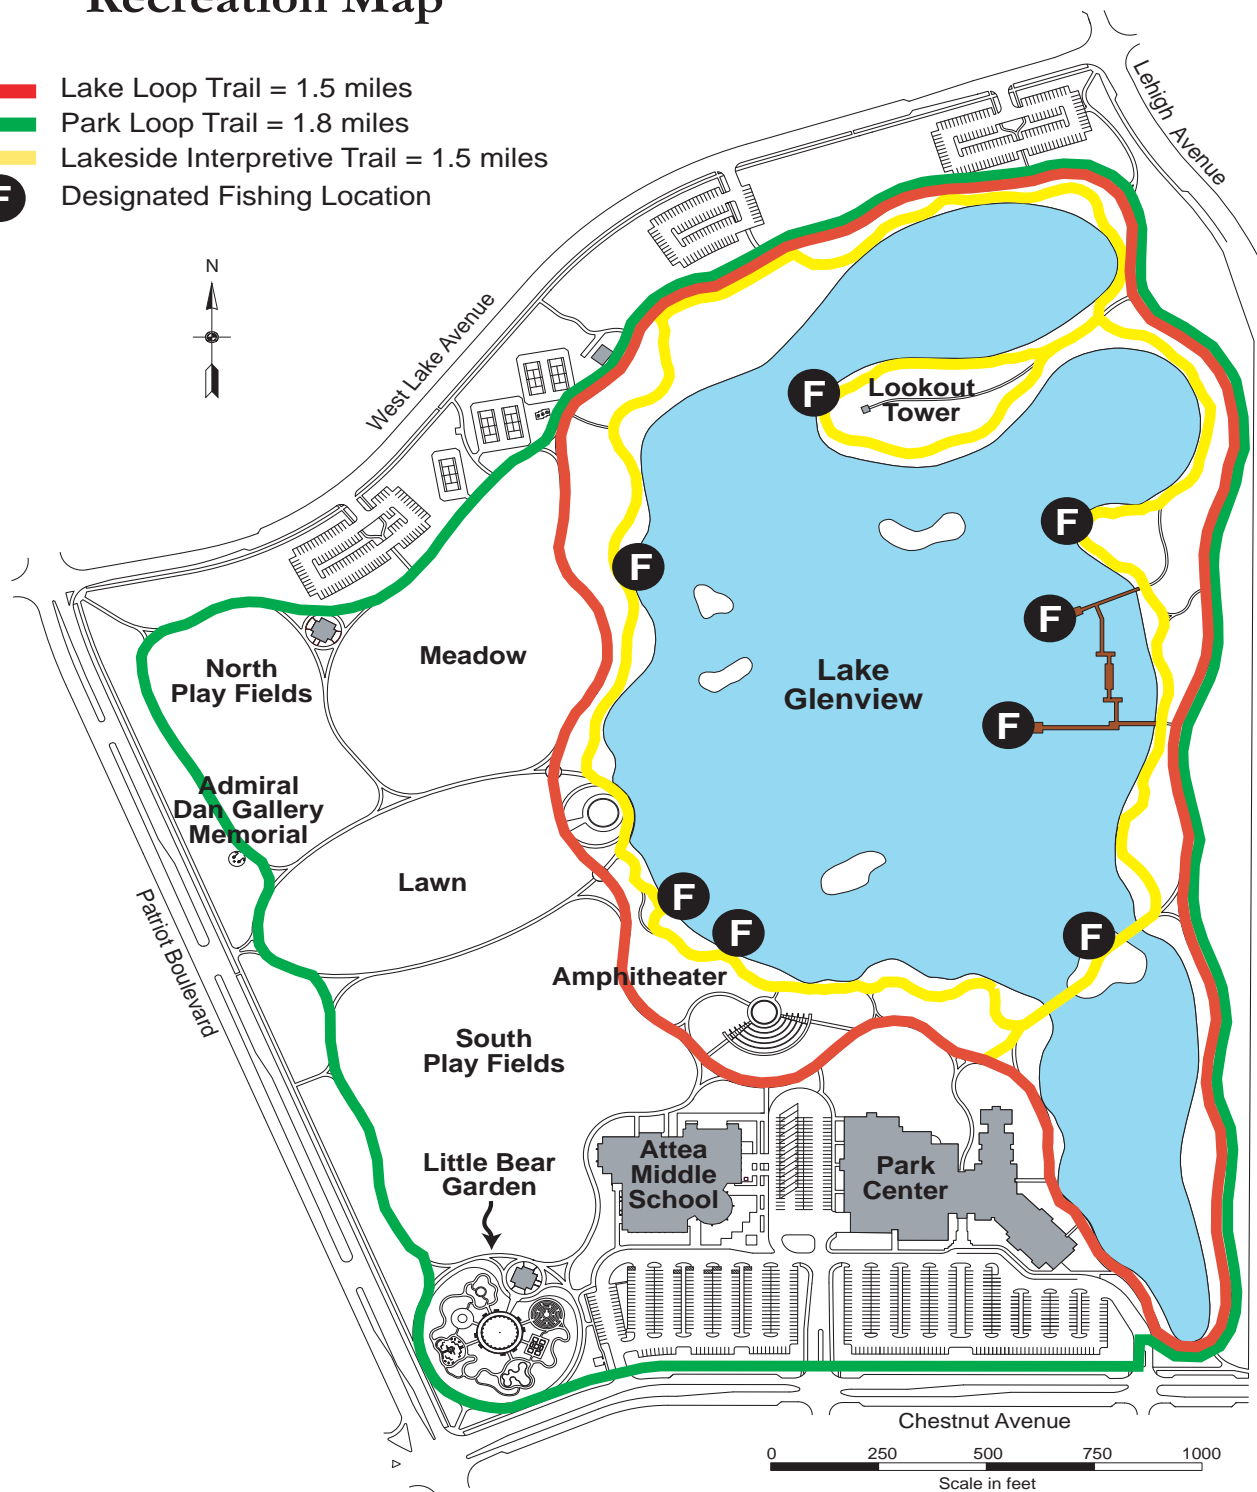 Recreation Map
Lake Loop Trail = 1.5 miles
Park Loop Trail = 1.8 miles
Lakeside Interpretive Trail = 1.5 miles
F
Designated Fishing Location
N
Lehigh Avenue
West Lake Avenue
F
Lookout
Tower
F
F
F
F
North
Play Fields
Meadow
Lake
Glenview
Admiral
Dan Gallery
Memorial
Lawn
F
F
F
Patriot Boulevard
Amphitheater
South
Play Fields
Little Bear
Garden
Attea
Middle
School
Park
Center
Chestnut Avenue
0 250 500 750 1000
Scale in feet